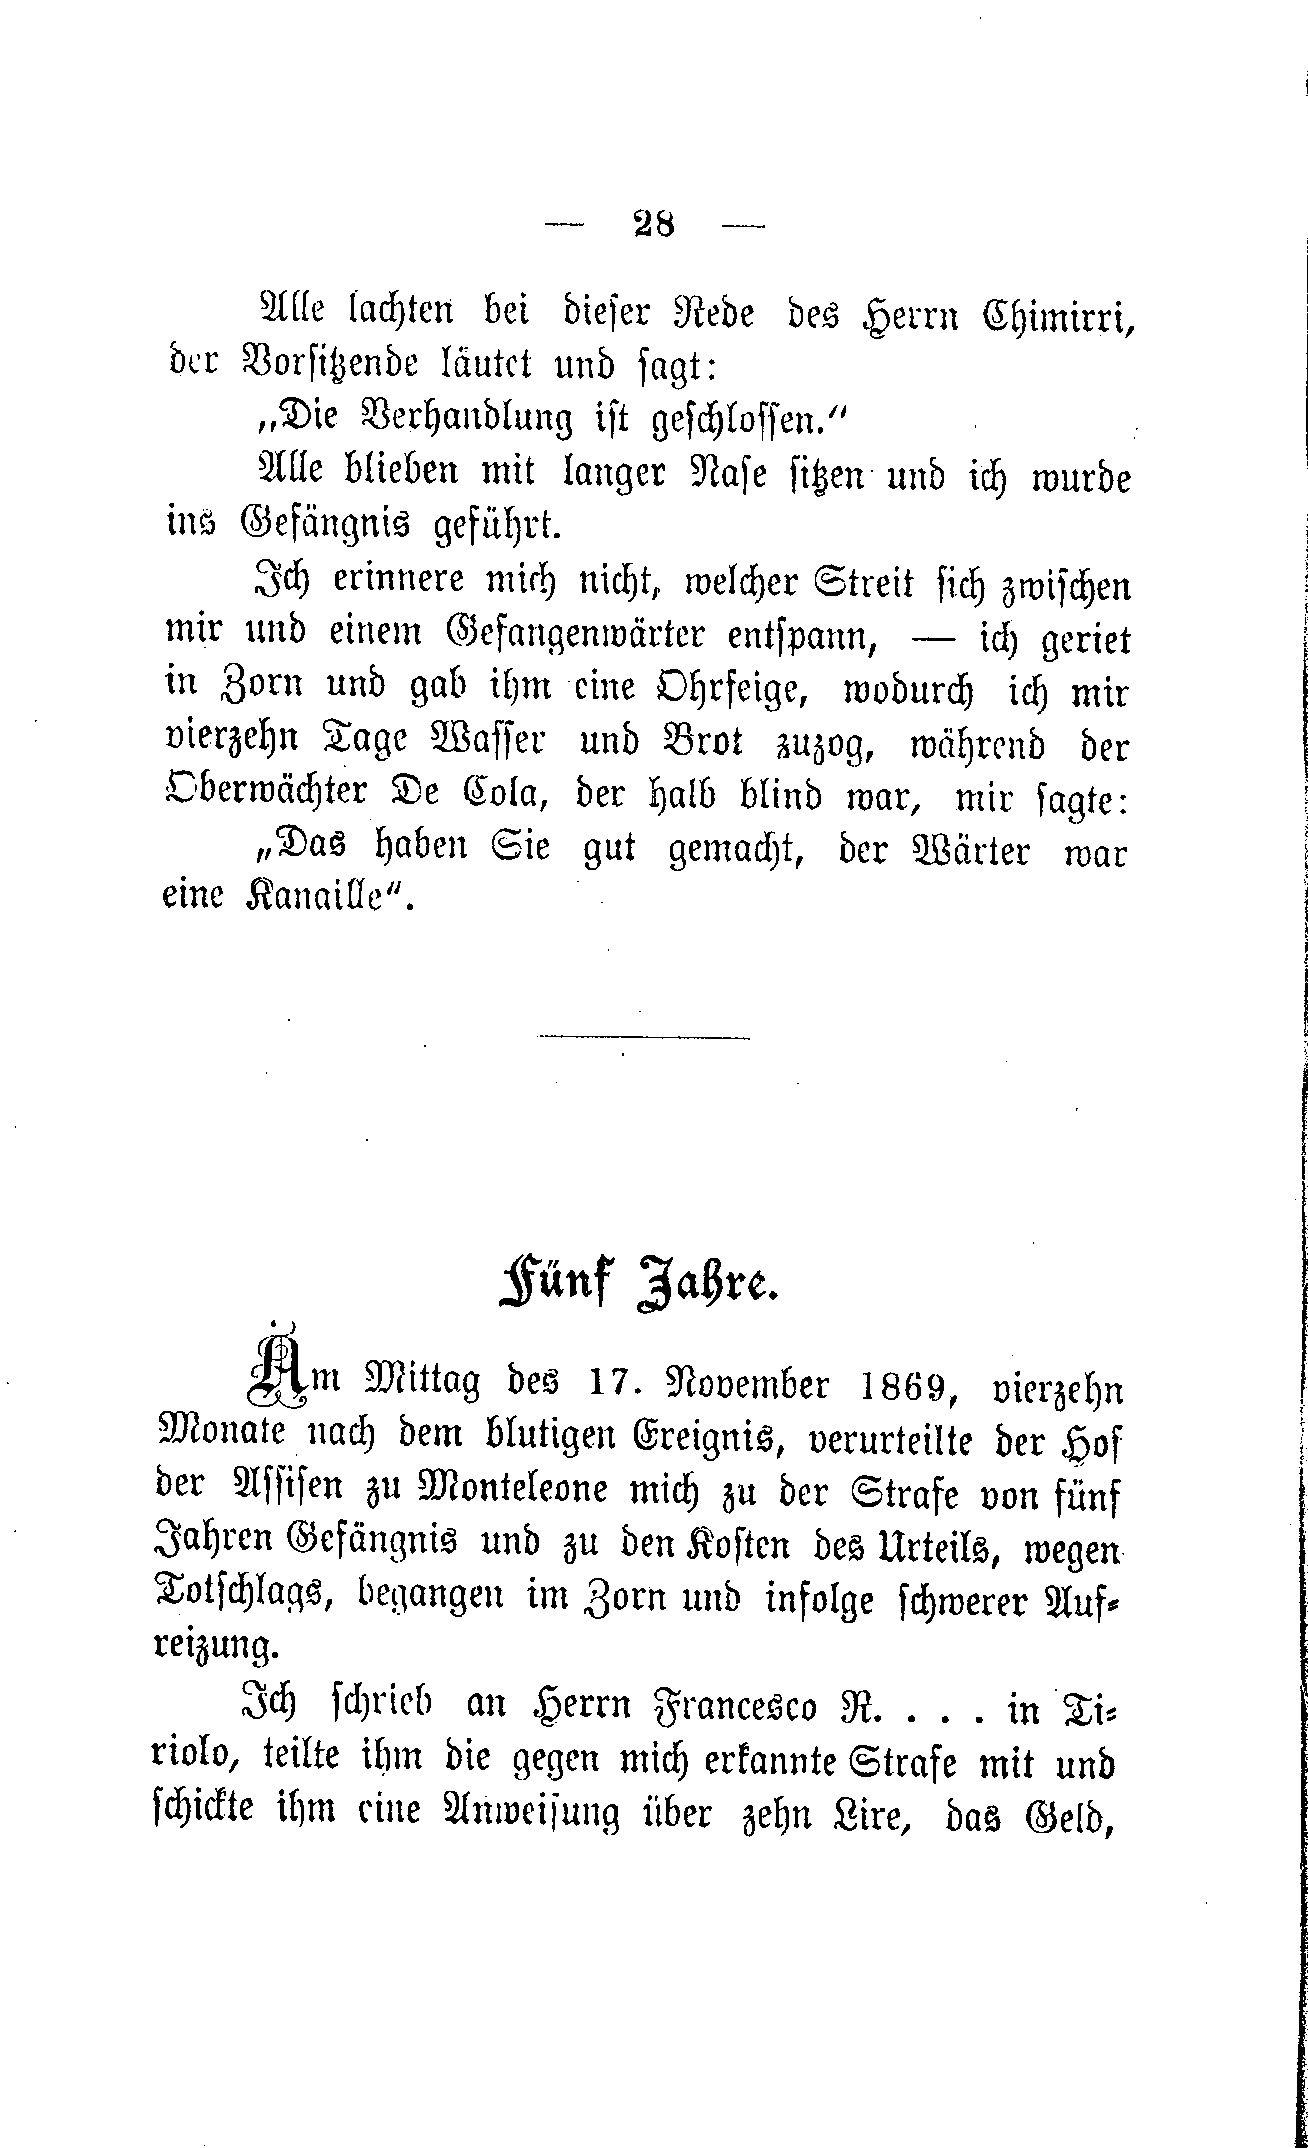 — 28 —
Alle lachten bei dieser Rede des Herrn Chimirri,
der Vorsitzende läutet und sagt:
„Die Verhandlung ist geschlossen.“
Alle blieben mit langer Nase sitzen und ich wurde
ins Gefängnis geführt.
Ich erinnere mich nicht, welcher Streit sich zwischen
mir und einem Gefangenwärter entspann, — ich geriet
in Zorn und gab ihm eine Ohrfeige, wodurch ich mir
vierzehn Tage Wasser und Brot zuzog, während der
Oberwächter De Cola, der halb blind war, mir sagte:
„Das haben Sie gut gemacht, der Wärter war
eine Kanaille“.
Fünf Jahre.
Am Mittag des 17. November 1869, vierzehn
Monate nach dem blutigen Ereignis, verurteilte der Hof
der Assisen zu Monteleone mich zu der Strafe von fünf
Jahren Gefängnis und zu den Kosten des Urteils, wegen
Totschlags, begangen im Zorn und infolge schwerer Auf-
reizung.
Ich schrieb an Herrn Francesco R. . . . in Ti-
riolo, teilte ihm die gegen mich erkannte Strafe mit und
schickte ihm eine Anweisung über zehn Lire, das Geld,